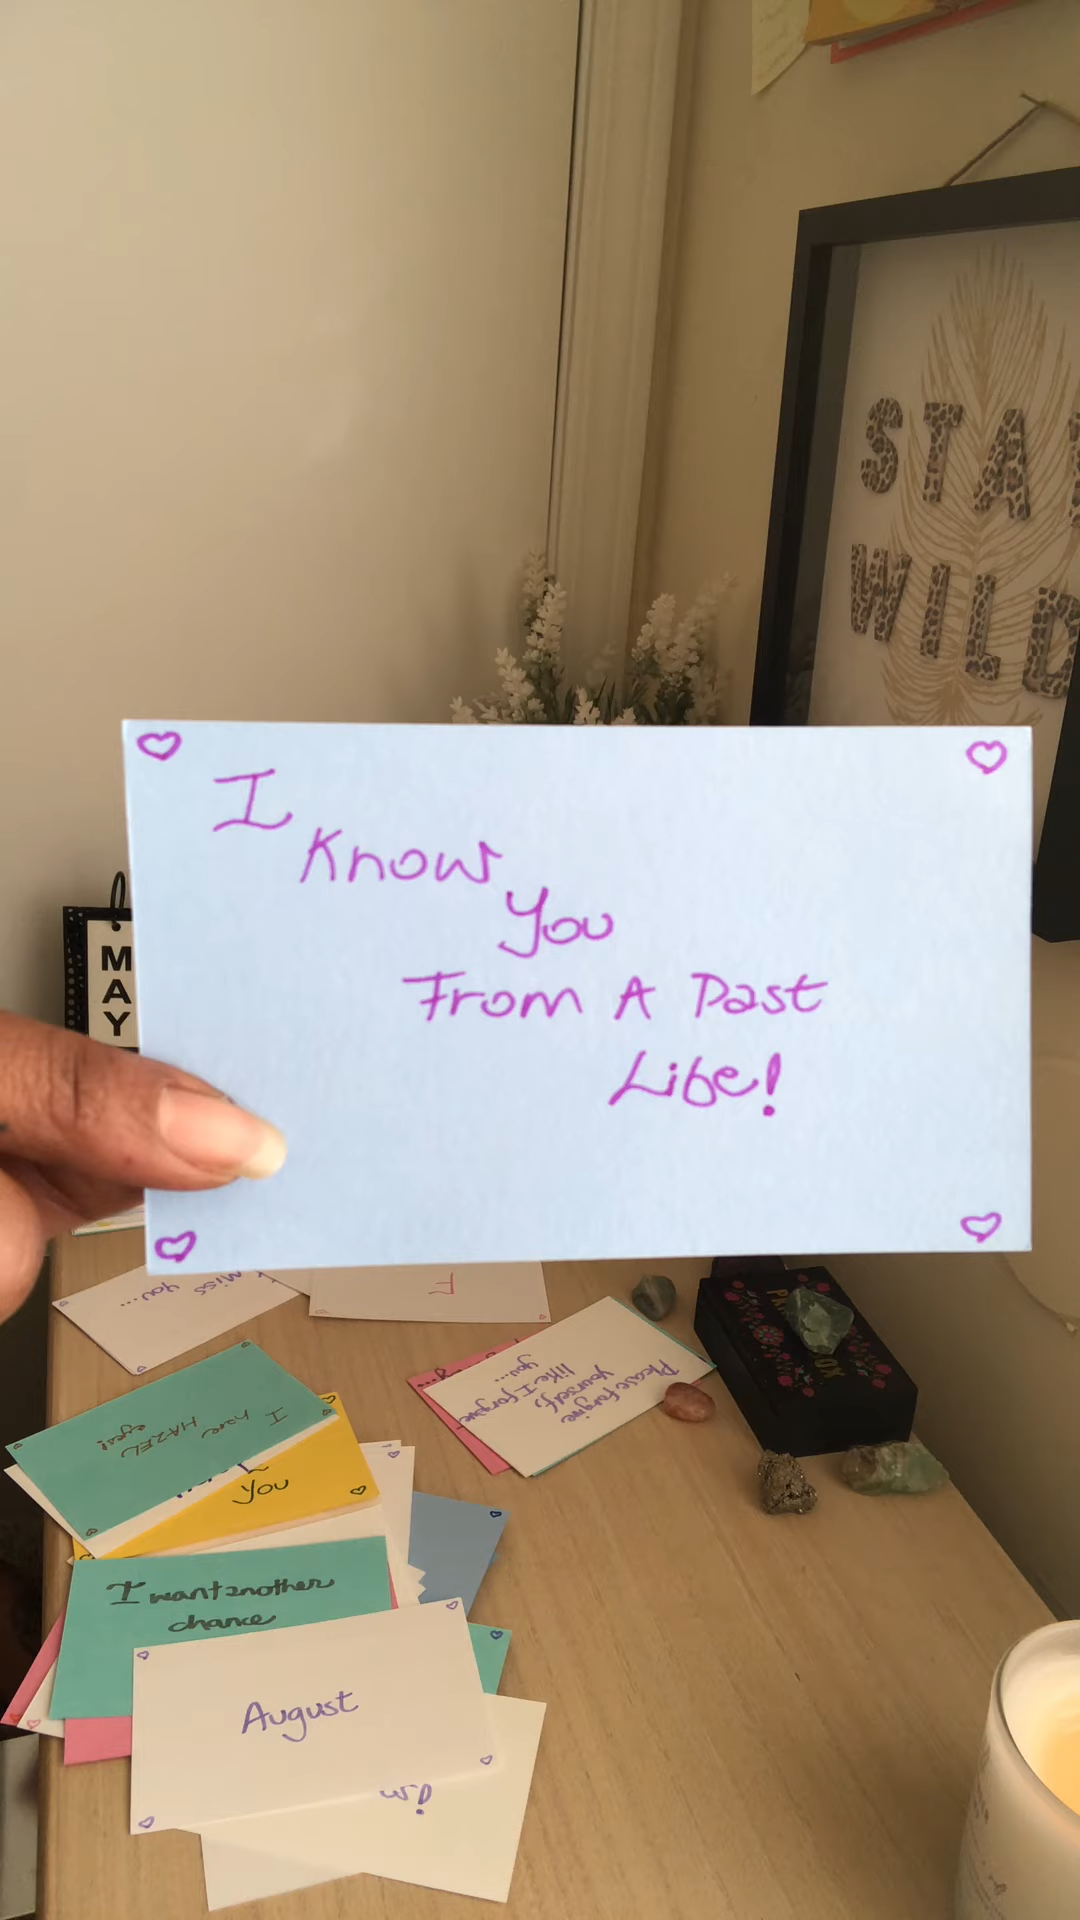 STAY
WILD
I
Know
You
From A Past
Life!
MAY
miss
you...
F
Please forgive
yourself,
like I forgave
you...
I
have HAZEL
eyes!
You
I want another
chance
August
i'm